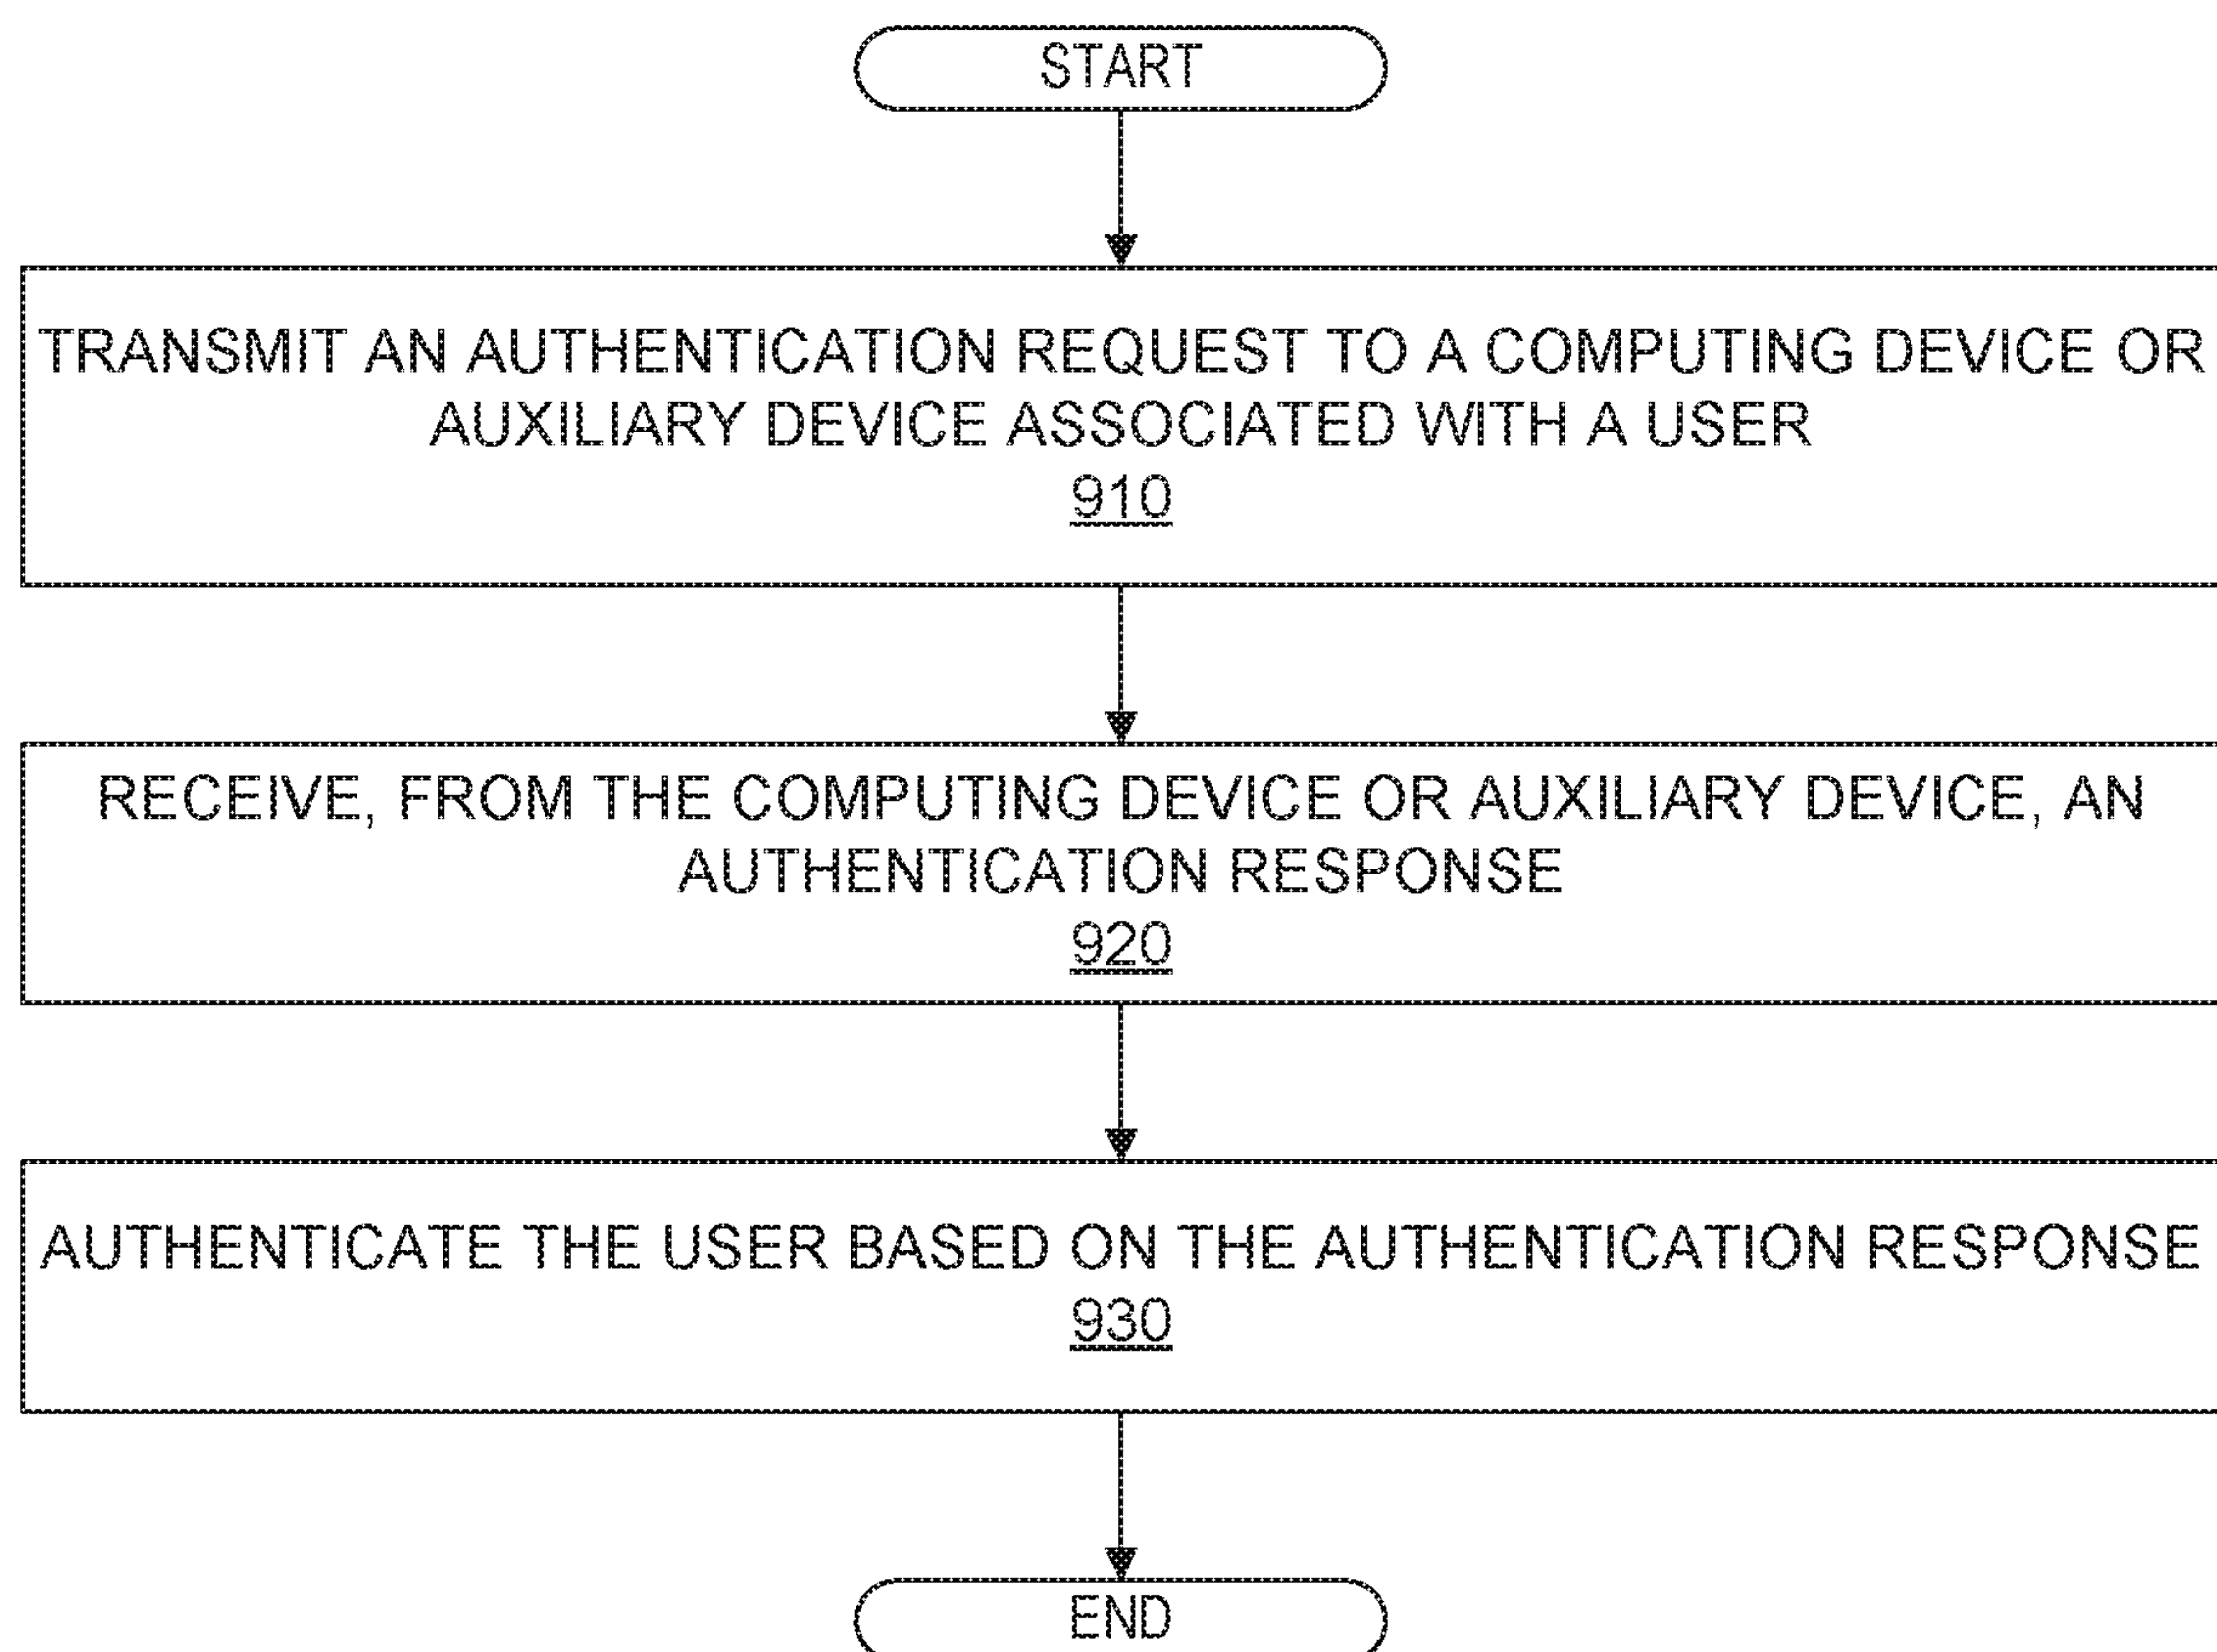 START
TRANSMIT AN AUTHENTICATION REQUEST TO A COMPUTING DEVICE OR
AUXILIARY DEVICE ASSOCIATED WITH A USER
910
RECEIVE, FROM THE COMPUTING DEVICE OR AUXILIARY DEVICE, AN
AUTHENTICATION RESPONSE
920
AUTHENTICATE THE USER BASED ON THE AUTHENTICATION RESPONSE
930
END